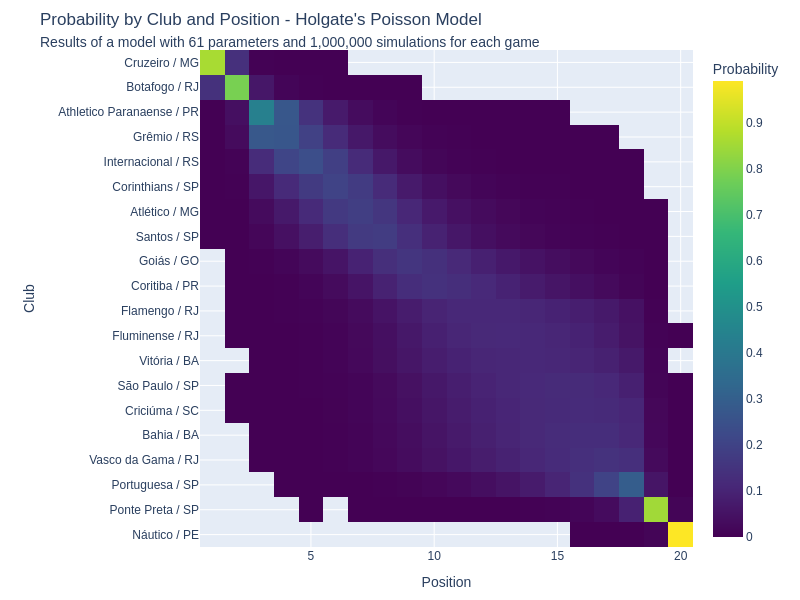 Probability by Club and Position - Holgate's Poisson Model
Results of a model with 61 parameters and 1,000,000 simulations for each game
Probability
Club
Cruzeiro / MG
Botafogo / RJ
Athletico Paranaense / PR
Grêmio / RS
Internacional / RS
Corinthians / SP
Atlético / MG
Santos / SP
Goiás / GO
Coritiba / PR
Flamengo / RJ
Fluminense / RJ
Vitória / BA
São Paulo / SP
Criciúma / SC
Bahia / BA
Vasco da Gama / RJ
Portuguesa / SP
Ponte Preta / SP
Náutico / PE
0.9
0.8
0.7
0.6
0.5
0.4
0.3
0.2
0.1
0
5
10
15
20
Position